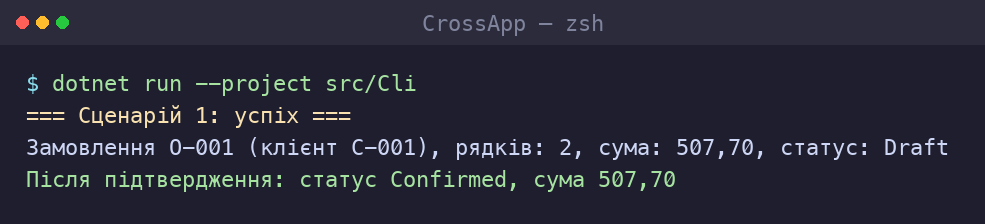 CrossApp — zsh
$ dotnet run --project src/Cli
=== Сценарій 1: успіх ===
Замовлення O-001 (клієнт C-001), рядків: 2, сума: 507,70, статус: Draft
Після підтвердження: статус Confirmed, сума 507,70